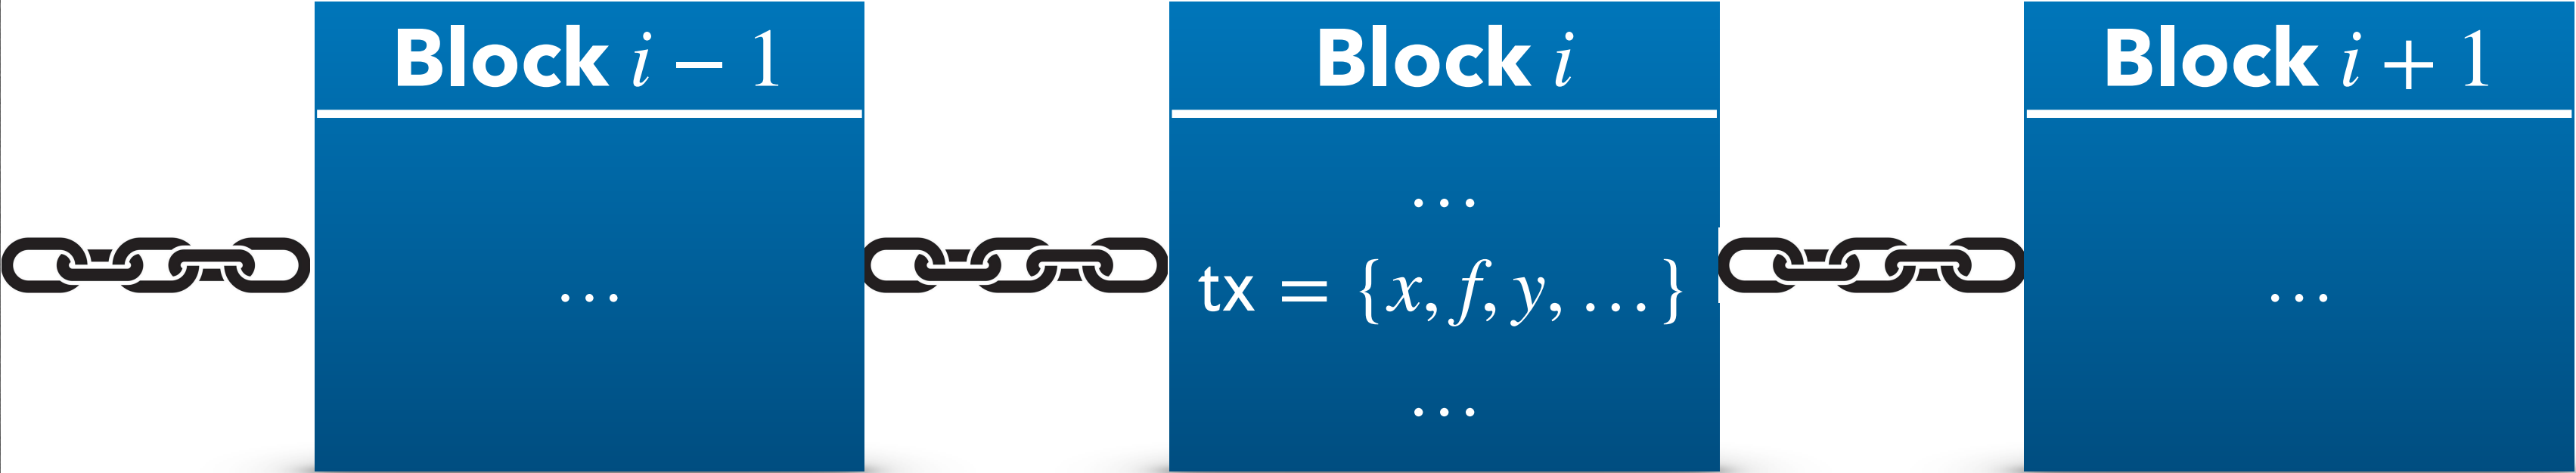 Block i − 1
...
Block i
...
tx = {x, f, y, ...}
...
Block i + 1
...